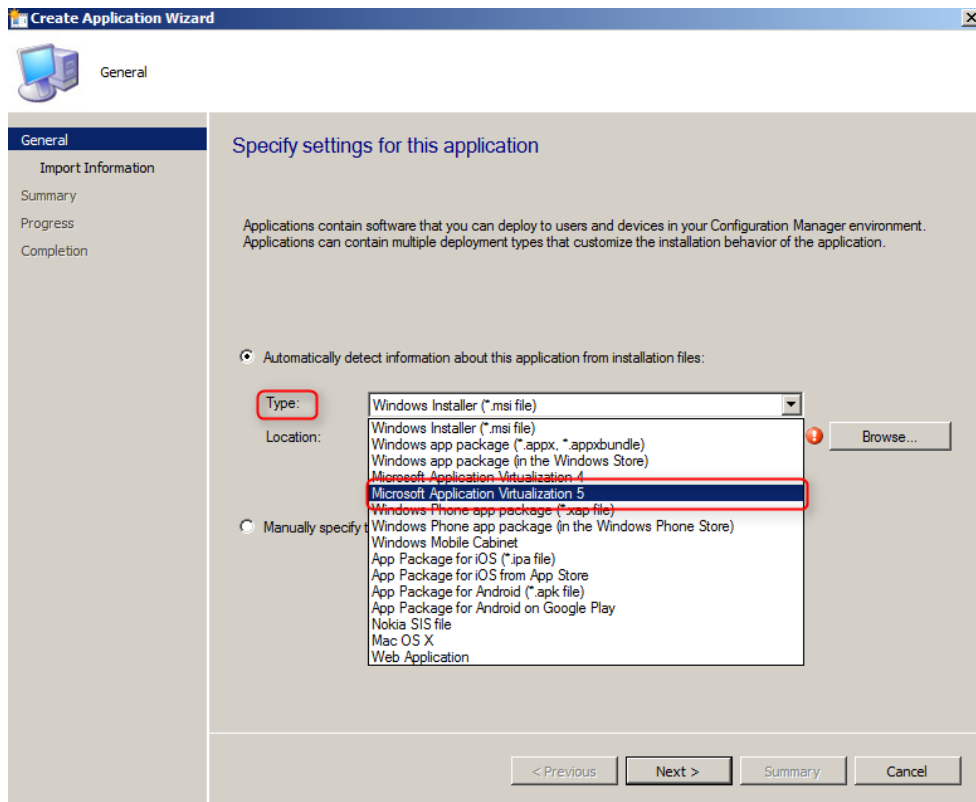 Create Application Wizard
General
General
Import Information
Summary
Progress
Completion
Specify settings for this application
Applications contain software that you can deploy to users and devices in your Configuration Manager environment.
Applications can contain multiple deployment types that customize the installation behavior of the application.
Automatically detect information about this application from installation files:
Type:
Windows Installer (*.msi file)
Location:
Browse...
Windows Installer (*.msi file)
Windows app package (*.appx, *.appxbundle)
Windows app package (in the Windows Store)
Microsoft Application Virtualization 4
Microsoft Application Virtualization 5
Windows Phone app package (*.xap file)
Manually specify t
Windows Phone app package (in the Windows Phone Store)
Windows Mobile Cabinet
App Package for iOS (*.ipa file)
App Package for iOS from App Store
App Package for Android (*.apk file)
App Package for Android on Google Play
Nokia SIS file
Mac OS X
Web Application
< Previous
Next >
Summary
Cancel